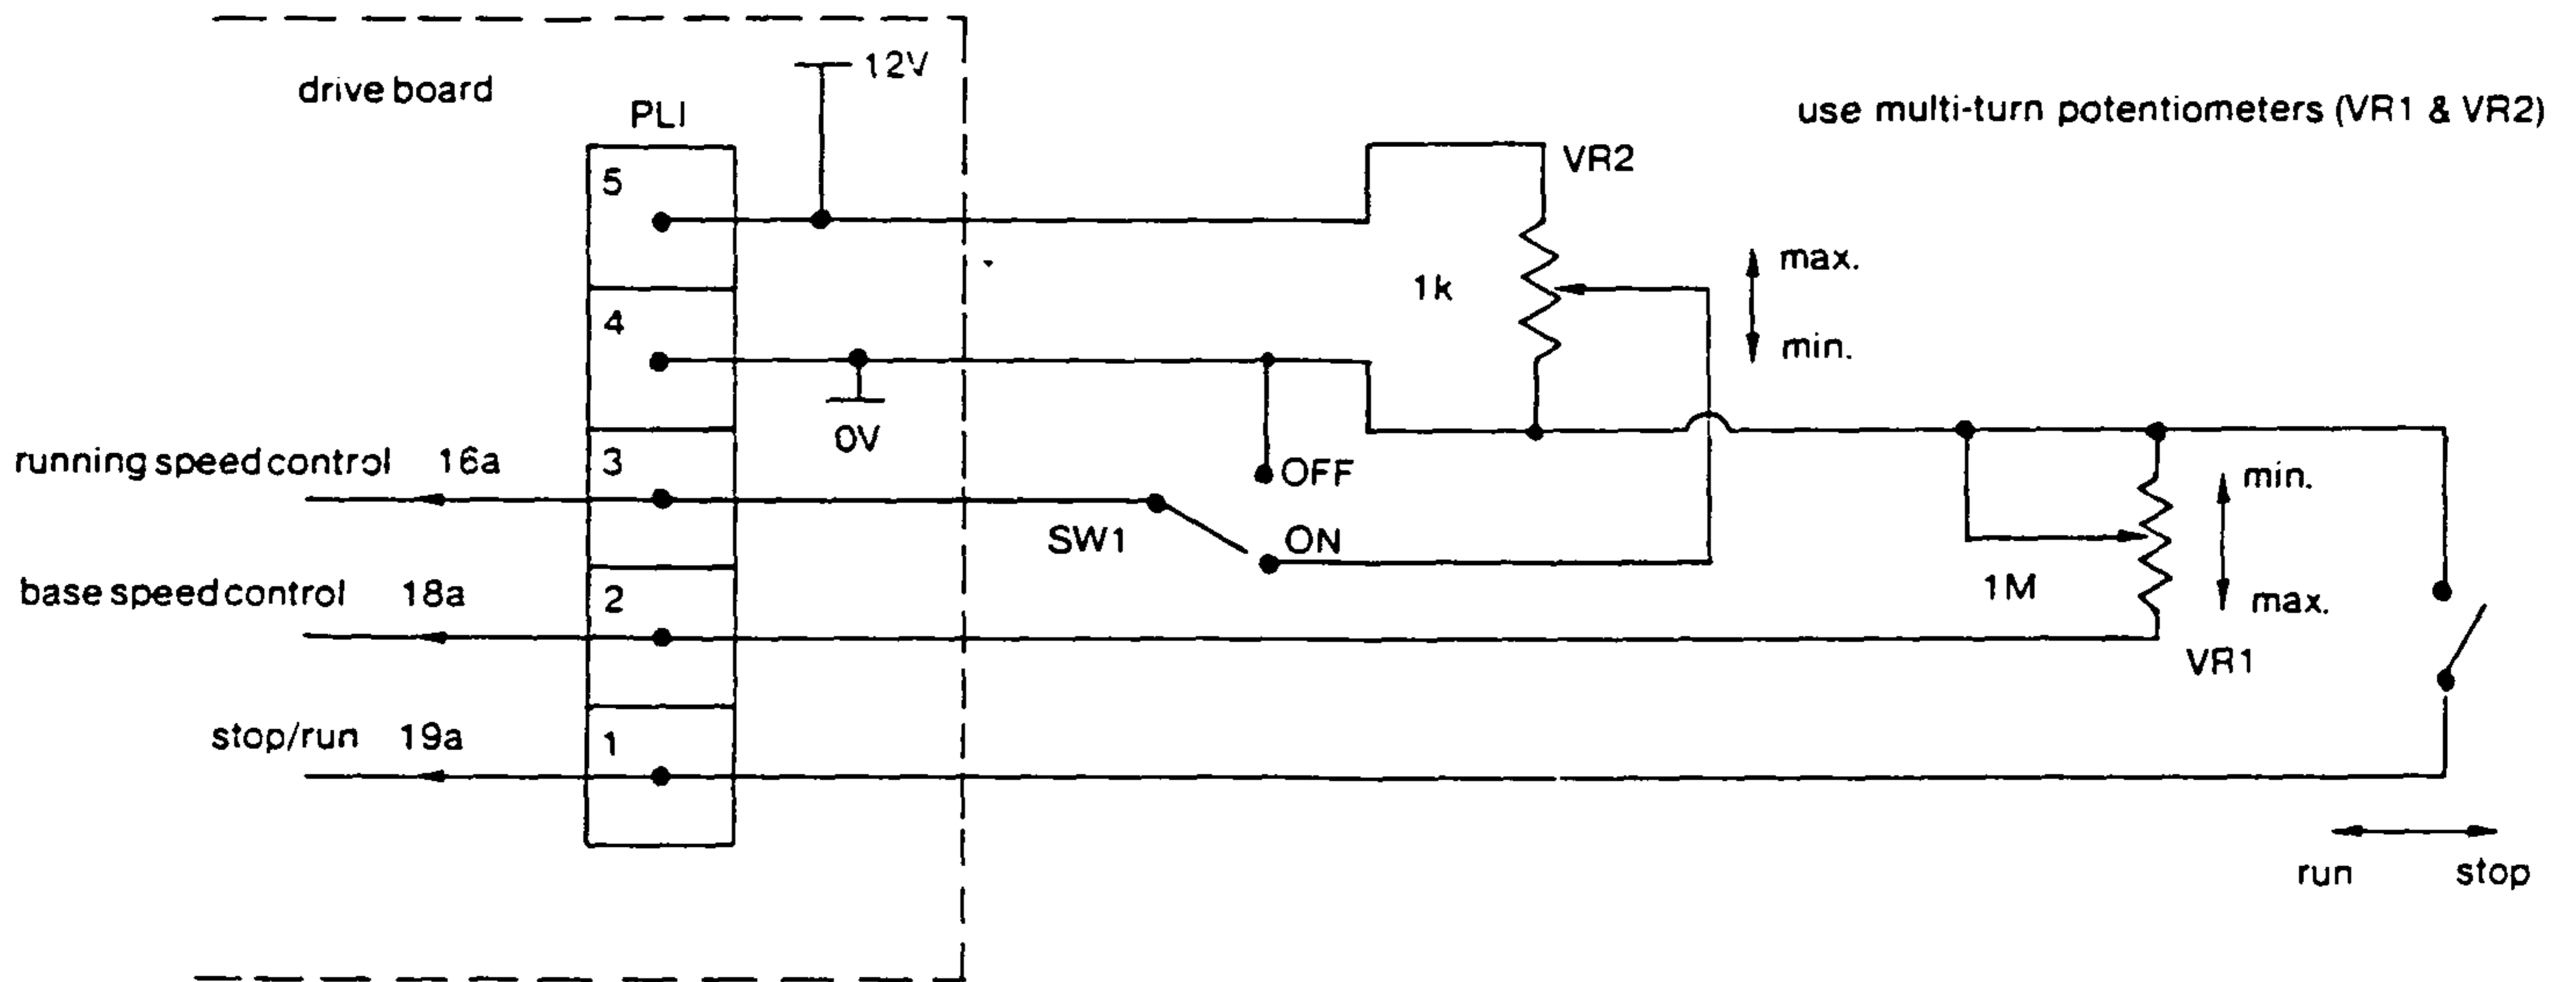 drive board
12V
use multi-turn potentiometers (VR1 & VR2)
PLI
VR2
5
max.
1k
4
min.
0V
running speed control 16a
3
OFF
min.
SW1
ON
base speed control 18a
2
1M
max.
VR1
stop/run 19a
1
run
stop